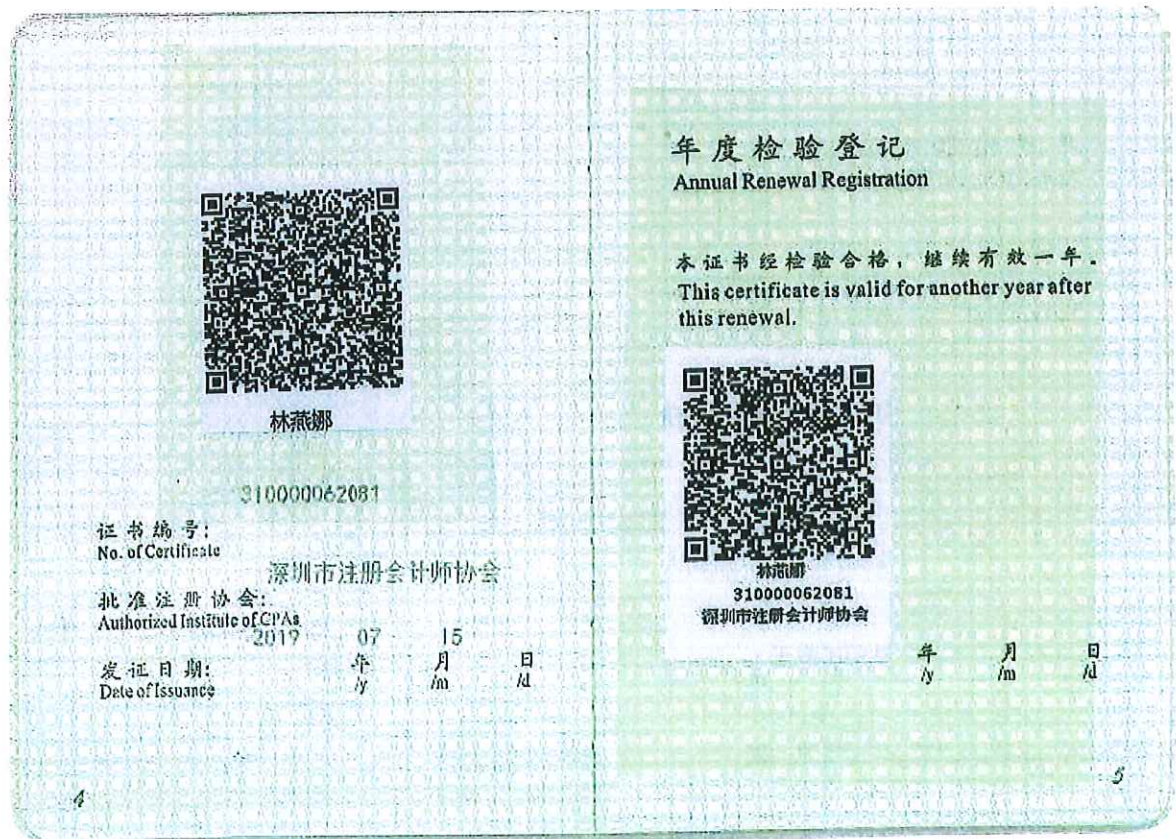 林燕娜
310000062081
证书编号:
No. of Certificate
深圳市注册会计师协会
批准注册协会:
Authorized Institute of CPAs
2019 07 15
发证日期: 年 月 日
Date of Issuance /y /m /d
4
年度检验登记
Annual Renewal Registration
本证书经检验合格，继续有效一年。
This certificate is valid for another year after
this renewal.
林燕娜
310000062081
深圳市注册会计师协会
年 月 日
/y /m /d
5